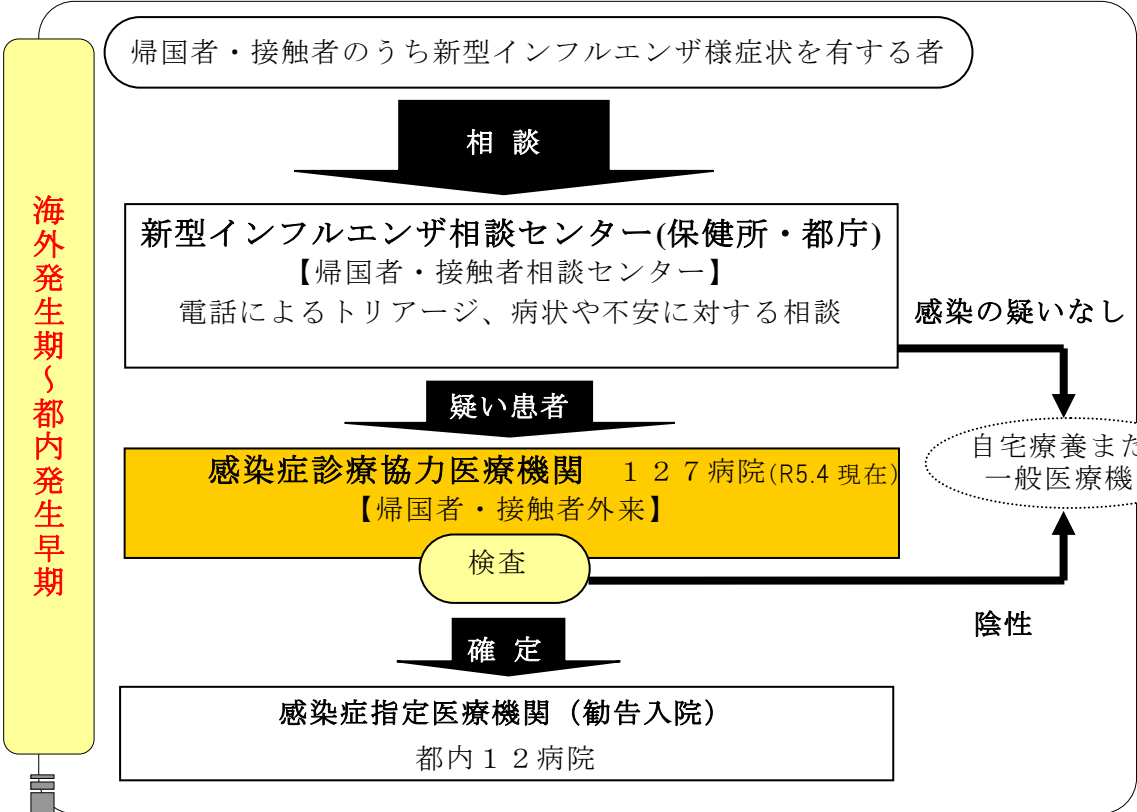 帰国者・接触者のうち新型インフルエンザ様症状を有する者
相 談
海外発生期～都内発生早期
新型インフルエンザ相談センター(保健所・都庁)
【帰国者・接触者相談センター】
電話によるトリアージ、病状や不安に対する相談
感染の疑いなし
疑い患者
感染症診療協力医療機関 １２７病院(R5.4 現在)
【帰国者・接触者外来】
自宅療養また
一般医療機
検査
陰性
確 定
感染症指定医療機関（勧告入院）
都内１２病院